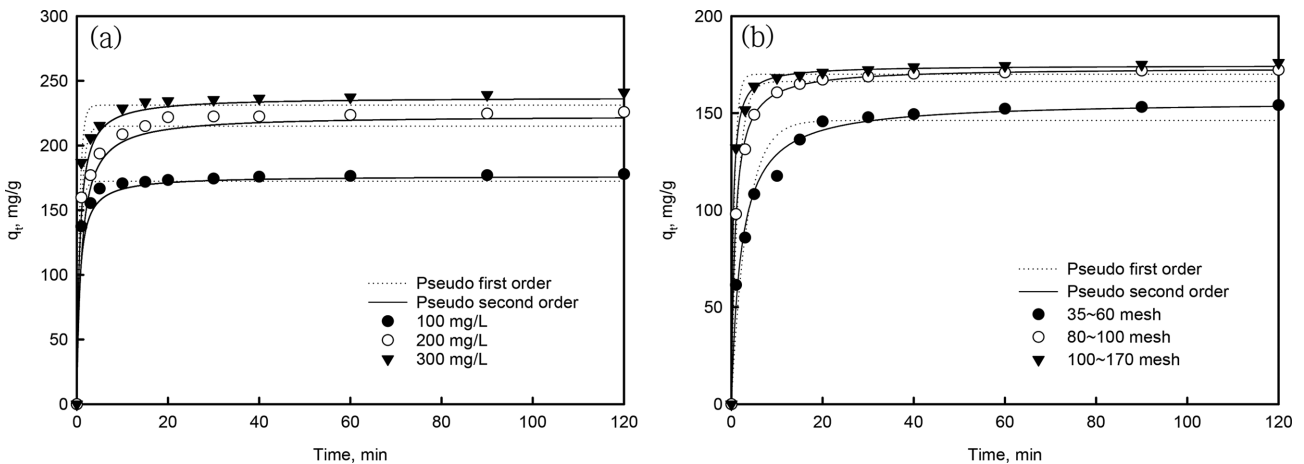 (a)
300
250
200
150
100
50
0
qt, mg/g
0 20 40 60 80 100 120
Time, min
Pseudo first order
Pseudo second order
100 mg/L
200 mg/L
300 mg/L
(b)
200
150
100
50
0
qt, mg/g
0 20 40 60 80 100 120
Time, min
Pseudo first order
Pseudo second order
35~60 mesh
80~100 mesh
100~170 mesh